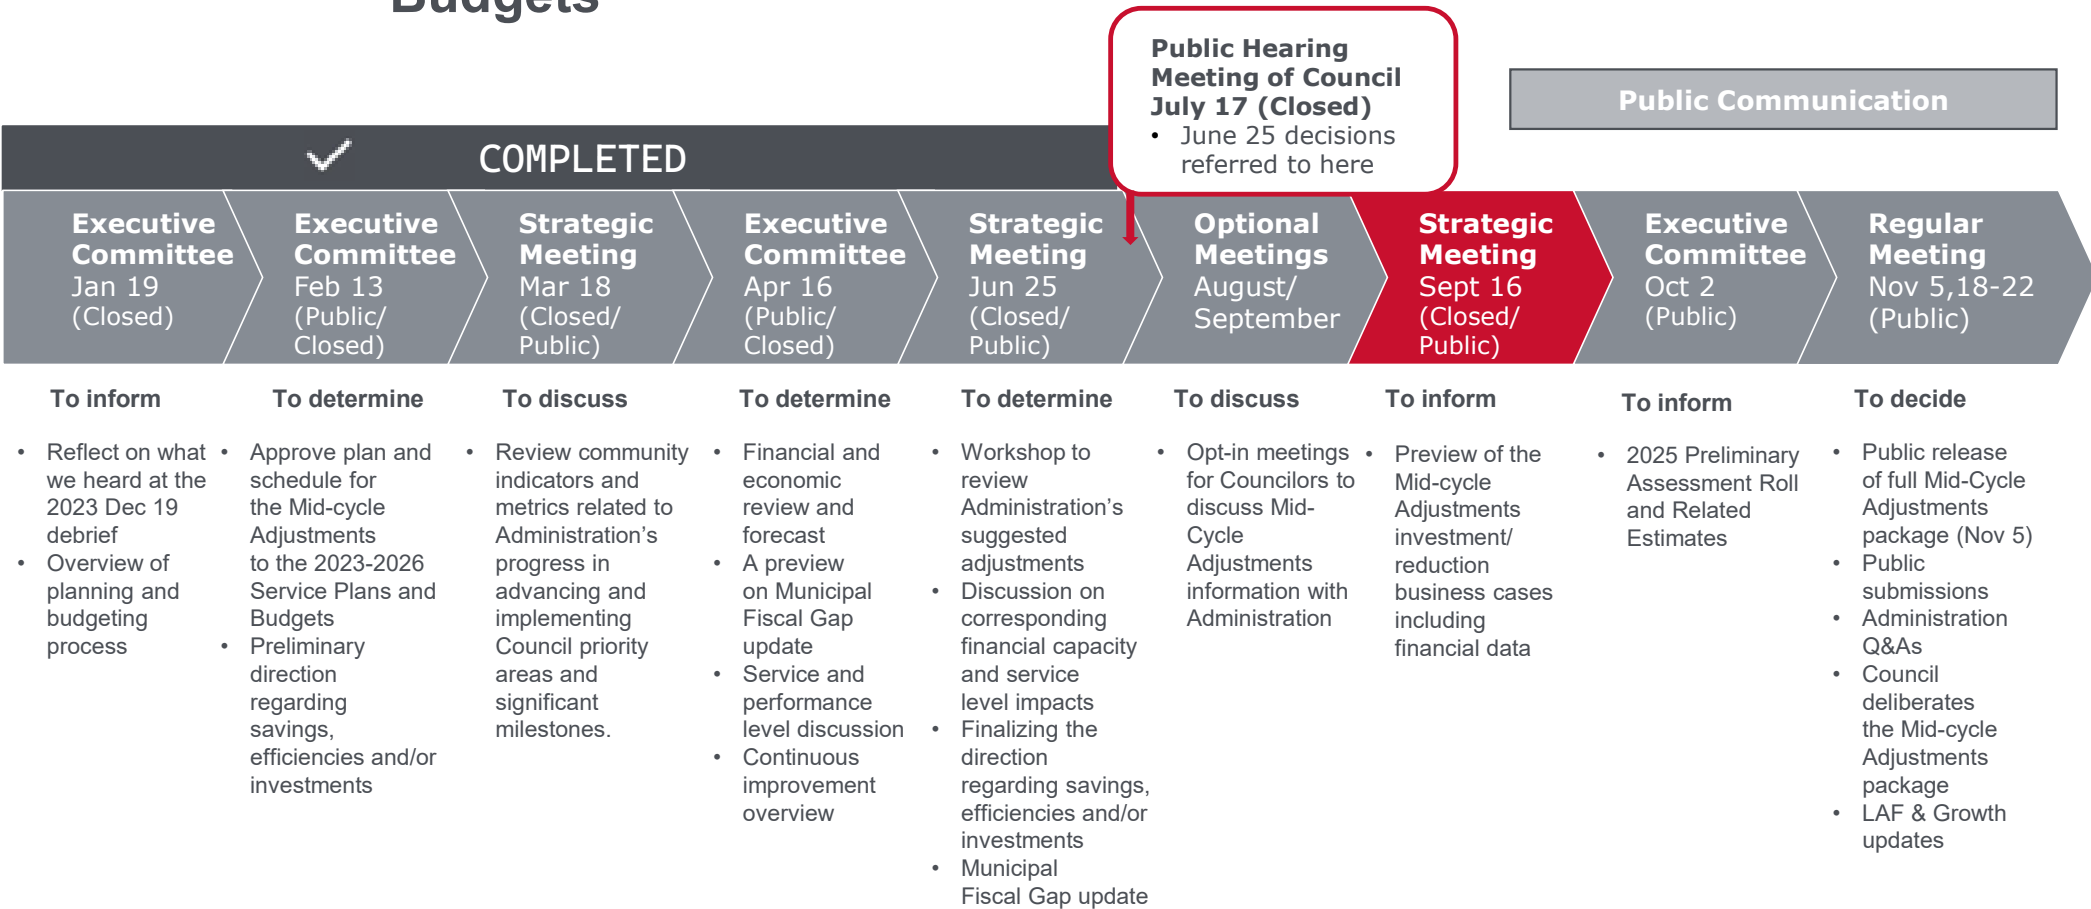 Budgets
Public Hearing
Meeting of Council
July 17 (Closed)
• June 25 decisions
referred to here
Public Communication
COMPLETED
Executive
Committee
Jan 19
(Closed)
Executive
Committee
Feb 13
(Public/
Closed)
Strategic
Meeting
Mar 18
(Closed/
Public)
Executive
Committee
Apr 16
(Public/
Closed)
Strategic
Meeting
Jun 25
(Closed/
Public)
Optional
Meetings
August/
September
Strategic
Meeting
Sept 16
(Closed/
Public)
Executive
Committee
Oct 2
(Public)
Regular
Meeting
Nov 5,18-22
(Public)
To inform
• Reflect on what
we heard at the
2023 Dec 19
debrief
• Overview of
planning and
budgeting
process
To determine
• Approve plan and
schedule for
the Mid-cycle
Adjustments
to the 2023-2026
Service Plans and
Budgets
• Preliminary
direction
regarding
savings,
efficiencies and/or
investments
To discuss
• Review community
indicators and
metrics related to
Administration’s
progress in
advancing and
implementing
Council priority
areas and
significant
milestones.
To determine
• Financial and
economic
review and
forecast
• A preview
on Municipal
Fiscal Gap
update
• Service and
performance
level discussion
• Continuous
improvement
overview
To determine
• Workshop to
review
Administration’s
suggested
adjustments
• Discussion on
corresponding
financial capacity
and service
level impacts
• Finalizing the
direction
regarding savings,
efficiencies and/or
investments
• Municipal
Fiscal Gap update
To discuss
• Opt-in meetings
for Councilors to
discuss Mid-
Cycle
Adjustments
information with
Administration
To inform
• Preview of the
Mid-cycle
Adjustments
investment/
reduction
business cases
including
financial data
To inform
• 2025 Preliminary
Assessment Roll
and Related
Estimates
To decide
• Public release
of full Mid-Cycle
Adjustments
package (Nov 5)
• Public
submissions
• Administration
Q&As
• Council
deliberates
the Mid-cycle
Adjustments
package
• LAF & Growth
updates